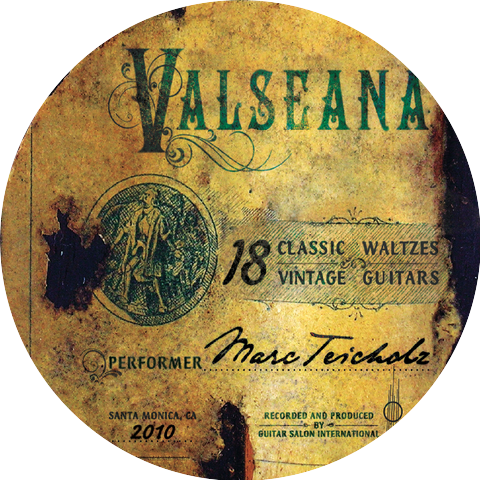 VALSEANA
18 CLASSIC WALTZES
VINTAGE GUITARS
PERFORMER Marc Teicholz
SANTA MONICA, CA
2010
RECORDED AND PRODUCED
BY
GUITAR SALON INTERNATIONAL